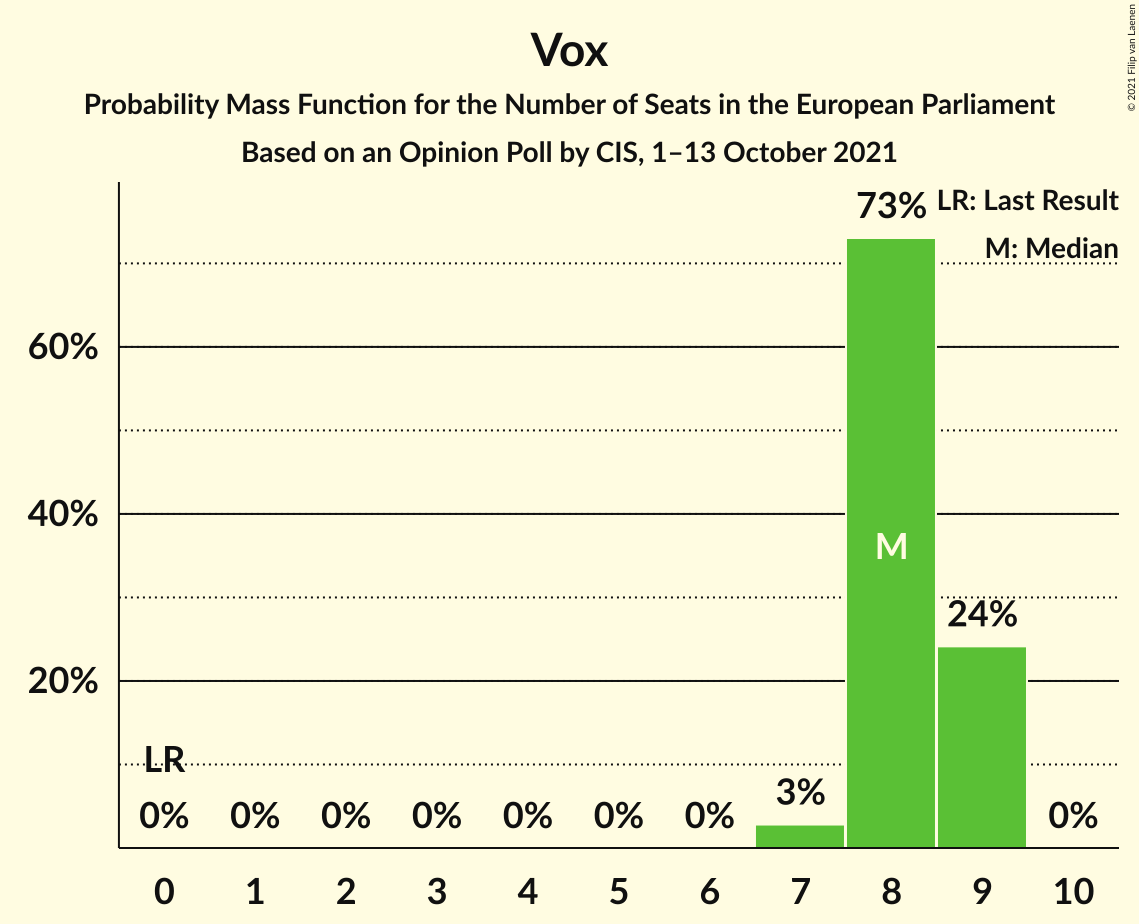 Vox
Probability Mass Function for the Number of Seats in the European Parliament
Based on an Opinion Poll by CIS, 1–13 October 2021
© 2021 Filip van Laenen
LR: Last Result
M: Median
73%
60%
40%
20%
M
24%
LR
3%
0% 0% 0% 0% 0% 0% 0% 0%
0 1 2 3 4 5 6 7 8 9 10